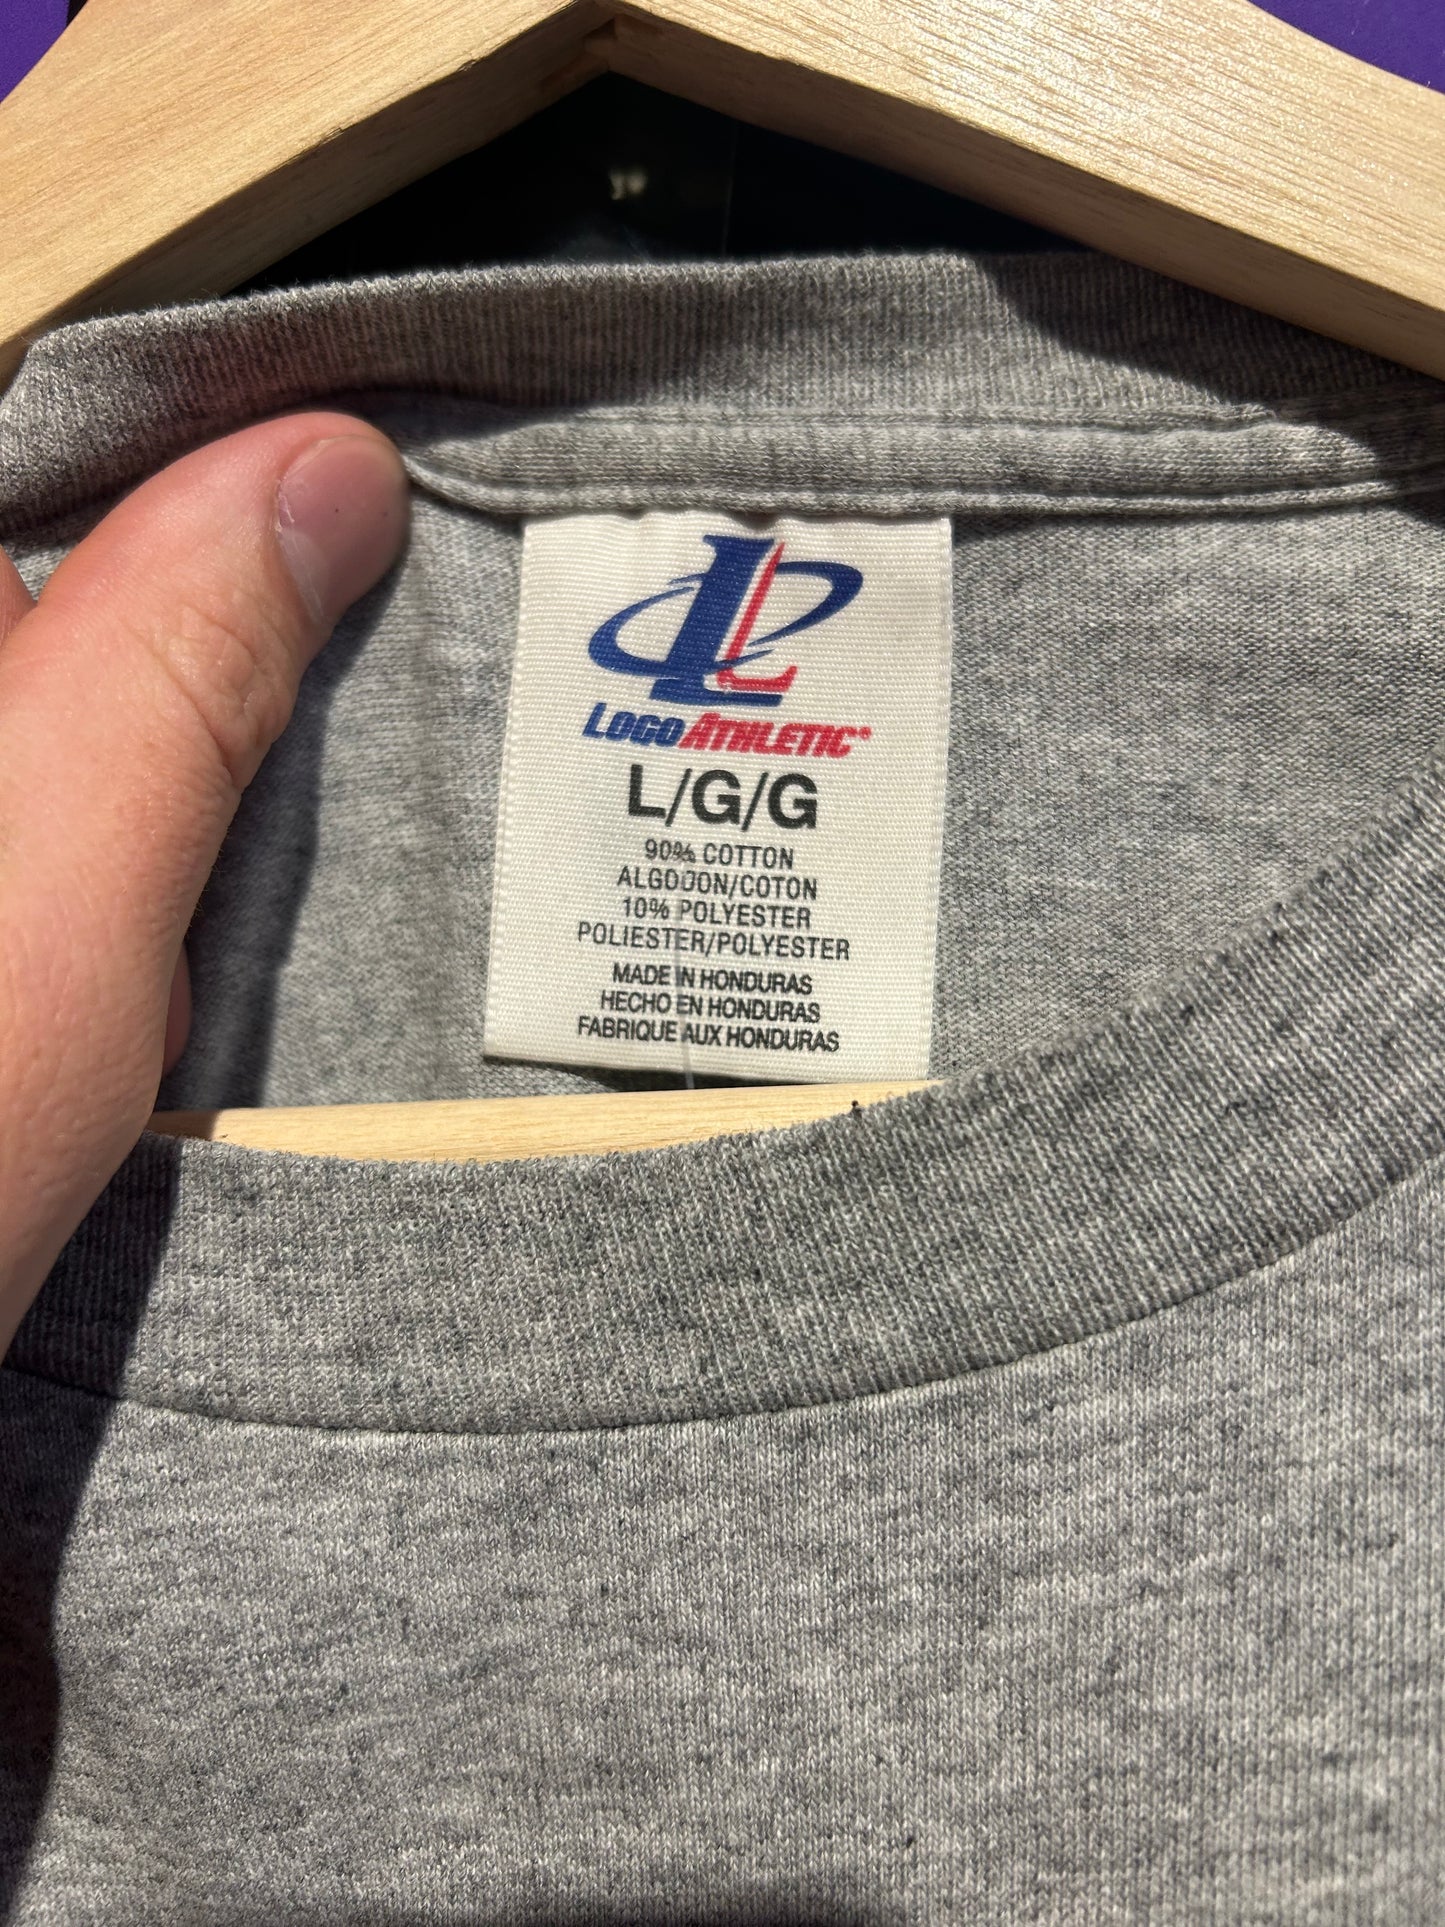 LL
LOGO ATHLETIC®
L/G/G
90% COTTON
ALGODON/COTON
10% POLYESTER
POLIESTER/POLYESTER
MADE IN HONDURAS
HECHO EN HONDURAS
FABRIQUE AUX HONDURAS